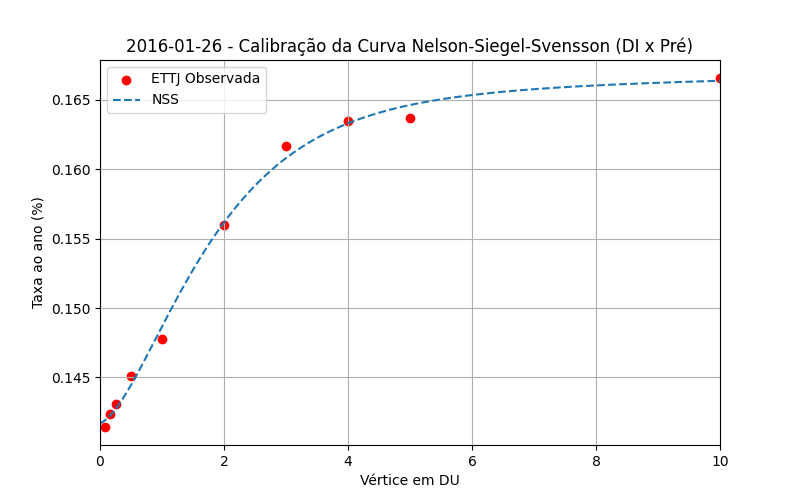 2016-01-26 - Calibração da Curva Nelson-Siegel-Svensson (DI x Pré)
ETTJ Observada
NSS
Taxa ao ano (%)
0.165
0.160
0.155
0.150
0.145
0 2 4 6 8 10
Vértice em DU